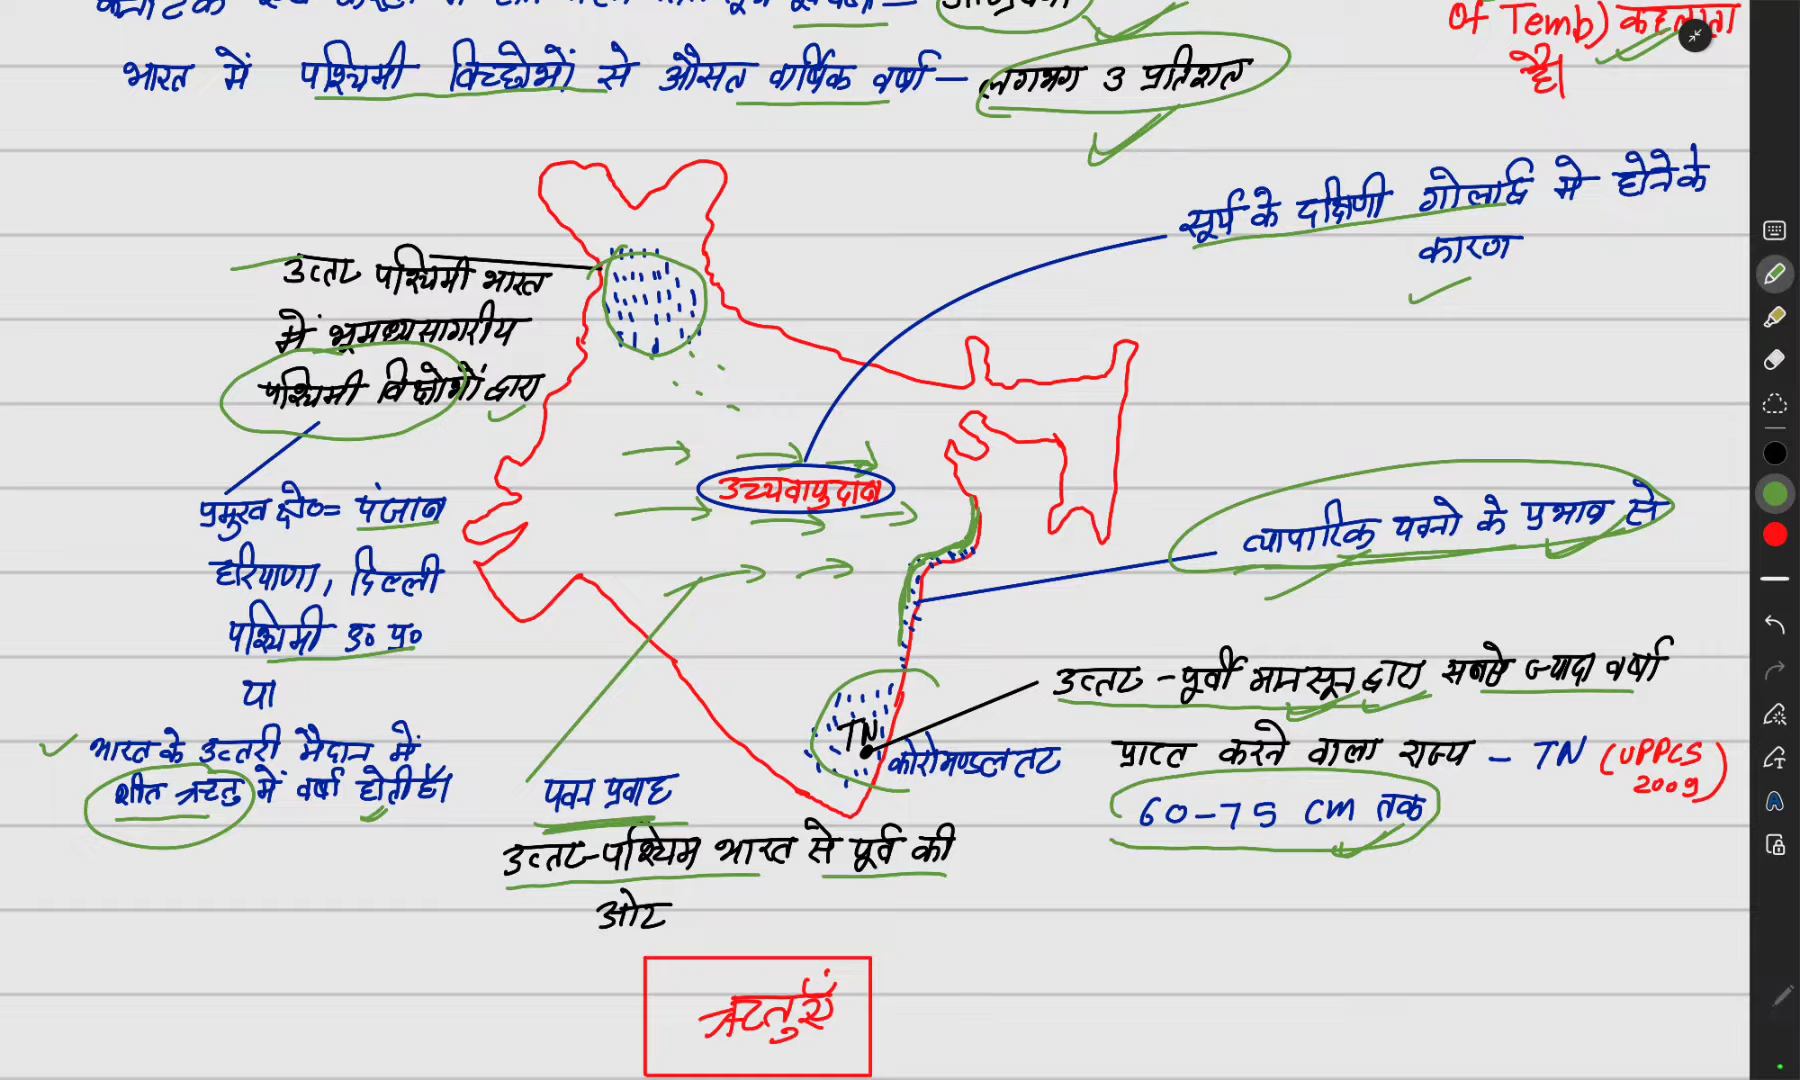 Of Temb) कहलाता
है।
भारत में पश्चिमी विच्छोभों से औसत वार्षिक वर्षा – लगभग 3 प्रतिशत
सूर्य के दक्षिणी गोलार्द्ध में होने के
कारण
उत्तर पश्चिमी भारत
में भूमध्यसागरीय
पश्चिमी विक्षोभों द्वारा
उच्चवायुदाब
प्रमुख क्षे०= पंजाब
हरियाणा, दिल्ली
पश्चिमी उ० प्र०
या
भारत के उत्तरी मैदान में
शीत ऋतु में वर्षा होती है।
व्यापारिक पवनो के प्रभाव से
उत्तर-पूर्वी मानसून द्वारा सबसे ज्यादा वर्षा
प्राप्त करने वाला राज्य – TN (UPPCS 2009)
60-75 cm तक
TN
कोरोमण्डल तट
पवन प्रवाह
उत्तर-पश्चिम भारत से पूर्व की
ओर
ऋतुएं